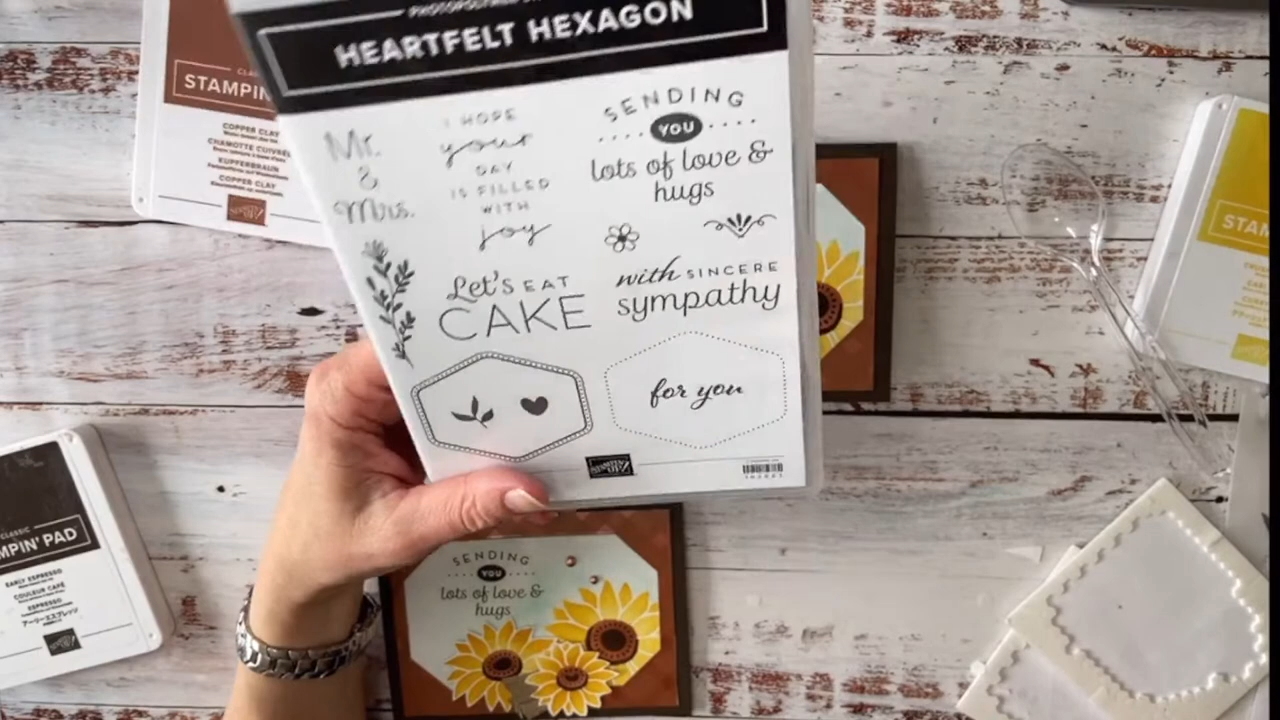 HEARTFELT HEXAGON
Mr.
&
Mrs.
I HOPE
your
DAY
IS FILLED
WITH
joy
SENDING
YOU
lots of love &
hugs
Let's EAT
CAKE
with SINCERE
sympathy
for you
STAMPIN' UP!
COPPER CLAY
CHAMOTTE CUIVRÉE
KUPFERBRAUN
COPPER CLAY
CLASSIC
STAMPIN' PAD
EARLY ESPRESSO
COULEUR CAFÉ
ESPRESSO
アーリーエスプレッソ
SENDING
YOU
lots of love &
hugs
STAM